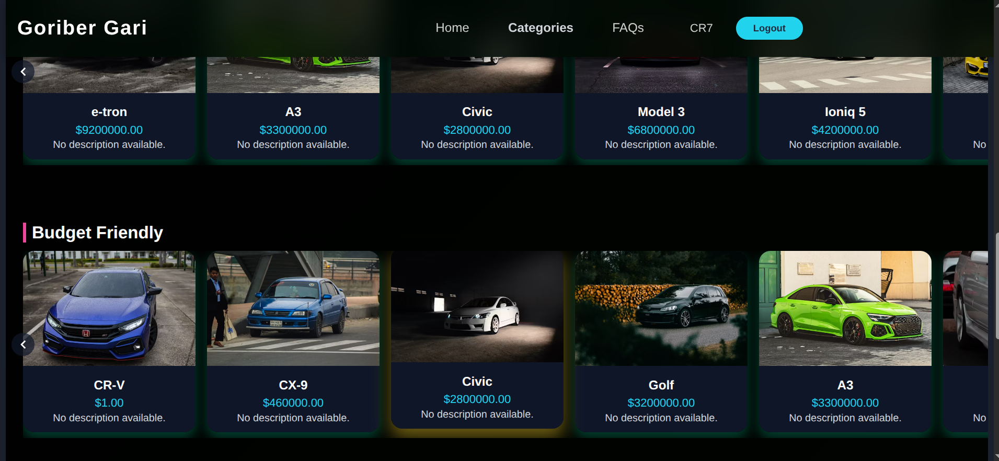 Goriber Gari
Home
Categories
FAQs
CR7
Logout
e-tron
$9200000.00
No description available.
A3
$3300000.00
No description available.
Civic
$2800000.00
No description available.
Model 3
$6800000.00
No description available.
Ioniq 5
$4200000.00
No description available.
No
Budget Friendly
CR-V
$1.00
No description available.
CX-9
$460000.00
No description available.
Civic
$2800000.00
No description available.
Golf
$3200000.00
No description available.
A3
$3300000.00
No description available.
No